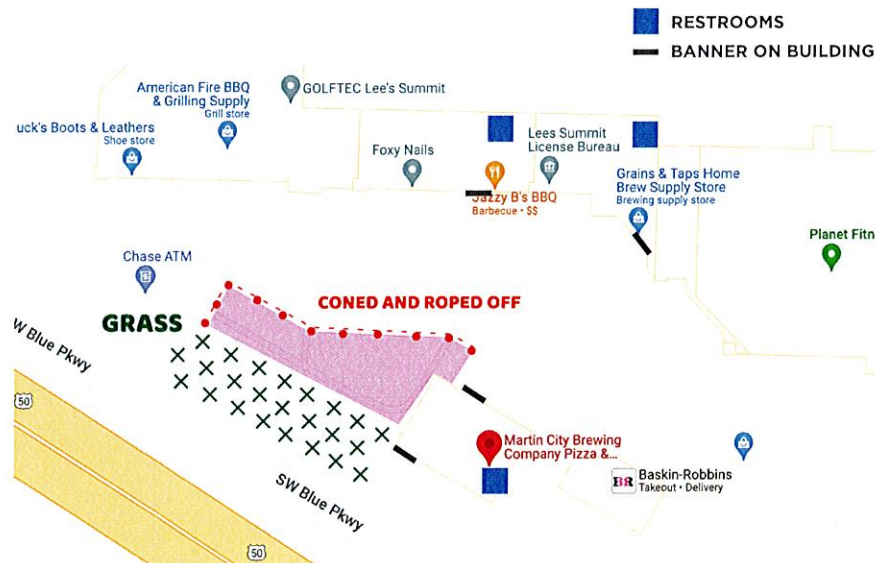 RESTROOMS
BANNER ON BUILDING
American Fire BBQ
& Grilling Supply
Grill store
GOLFTEC Lee's Summit
uck's Boots & Leathers
Shoe store
Foxy Nails
Lees Summit
License Bureau
Jazzy B's BBQ
Barbecue • $$
Grains & Taps Home
Brew Supply Store
Brewing supply store
Planet Fitn
Chase ATM
CONED AND ROPED OFF
GRASS
W Blue Pkwy
50
Martin City Brewing
Company Pizza &...
BR
Baskin-Robbins
Takeout • Delivery
SW Blue Pkwy
50